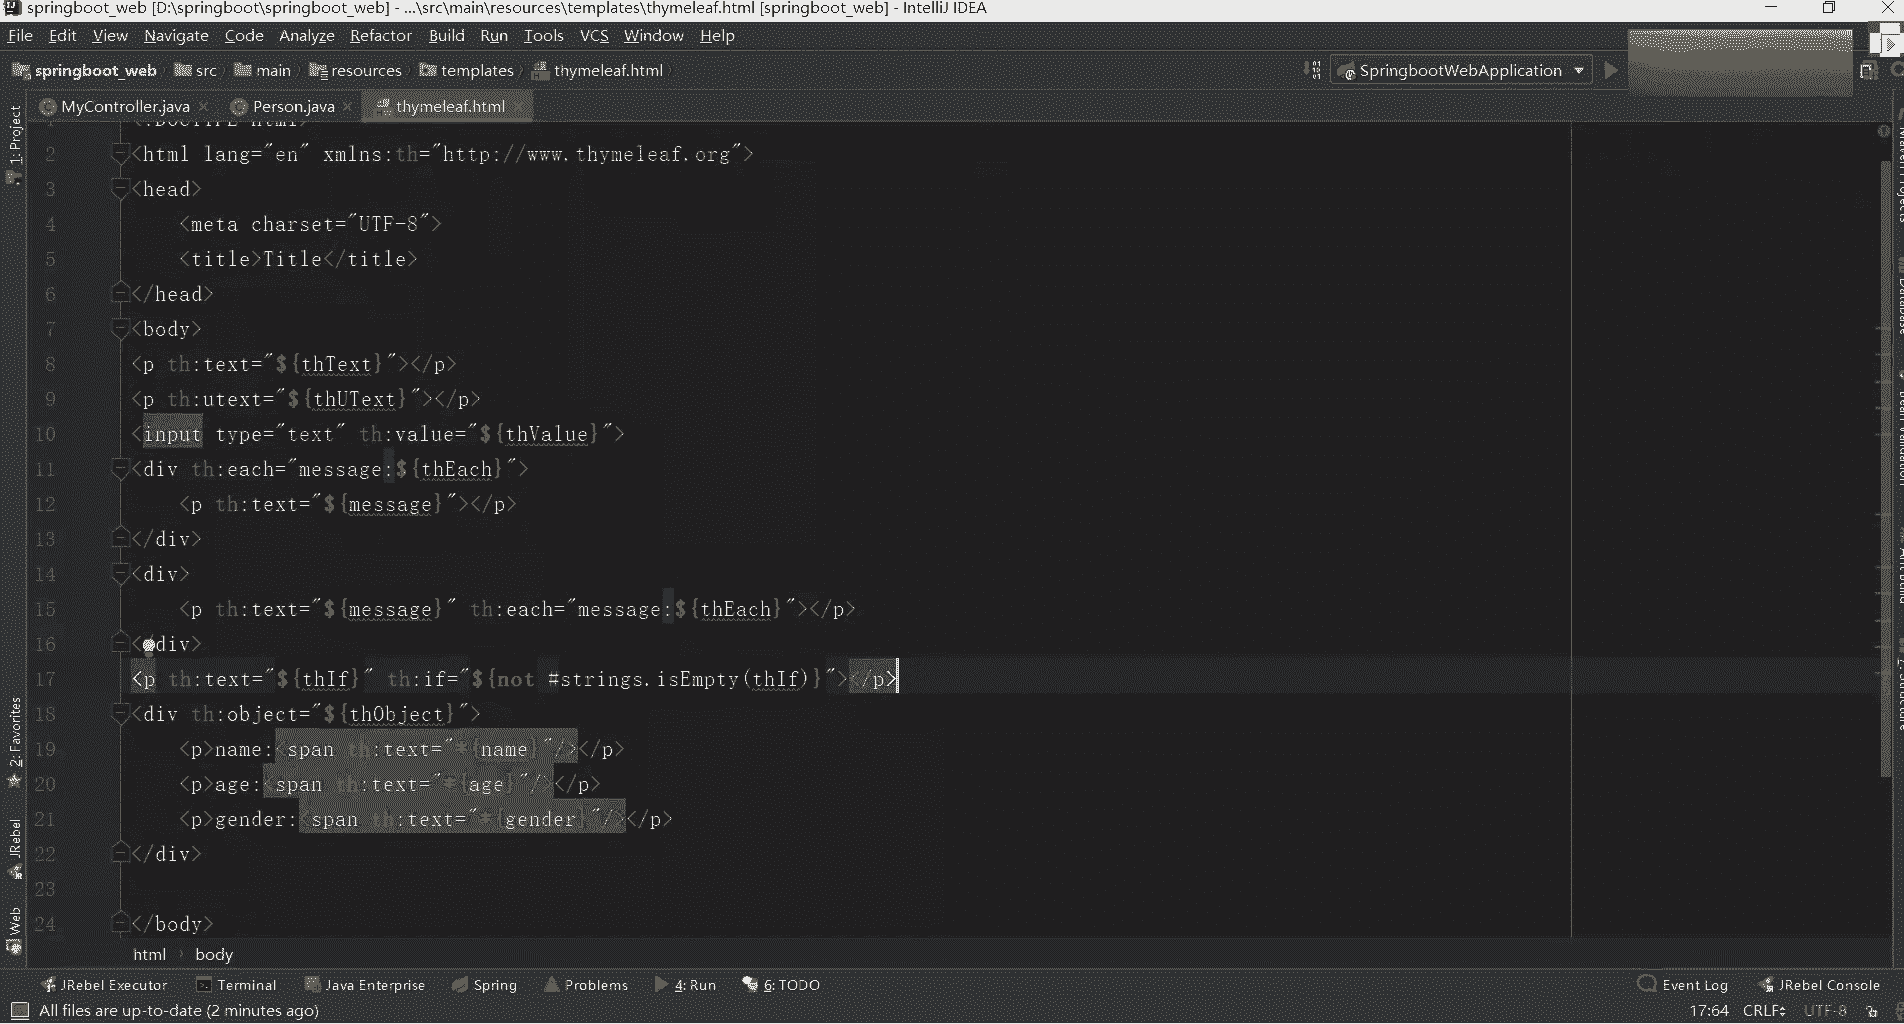 springboot_web [D:\springboot\springboot_web] - ...\src\main\resources\templates\thymeleaf.html [springboot_web] - IntelliJ IDEA
File Edit View Navigate Code Analyze Refactor Build Run Tools VCS Window Help
springboot_web src main resources templates thymeleaf.html SpringbootWebApplication
MyController.java Person.java thymeleaf.html
1: Project
2 <html lang="en" xmlns:th="http://www.thymeleaf.org">
3 <head>
4 <meta charset="UTF-8">
5 <title>Title</title>
6 </head>
7 <body>
8 <p th:text="${thText}"></p>
9 <p th:utext="${thUText}"></p>
10 <input type="text" th:value="${thValue}">
11 <div th:each="message:${thEach}">
12 <p th:text="${message}"></p>
13 </div>
14 <div>
15 <p th:text="${message}" th:each="message:${thEach}"></p>
16 </div>
17 <p th:text="${thIf}" th:if="${not #strings.isEmpty(thIf)}"></p>
18 <div th:object="${thObject}">
19 <p>name:<span th:text="*{name}"/></p>
20 <p>age:<span th:text="*{age}"/></p>
21 <p>gender:<span th:text="*{gender}"/></p>
22 </div>
23
24 </body>
2: Favorites
JRebel
Web
html body
JRebel Executor Terminal Java Enterprise Spring Problems 4: Run 6: TODO Event Log JRebel Console
All files are up-to-date (2 minutes ago) 17:64 CRLF UTF-8